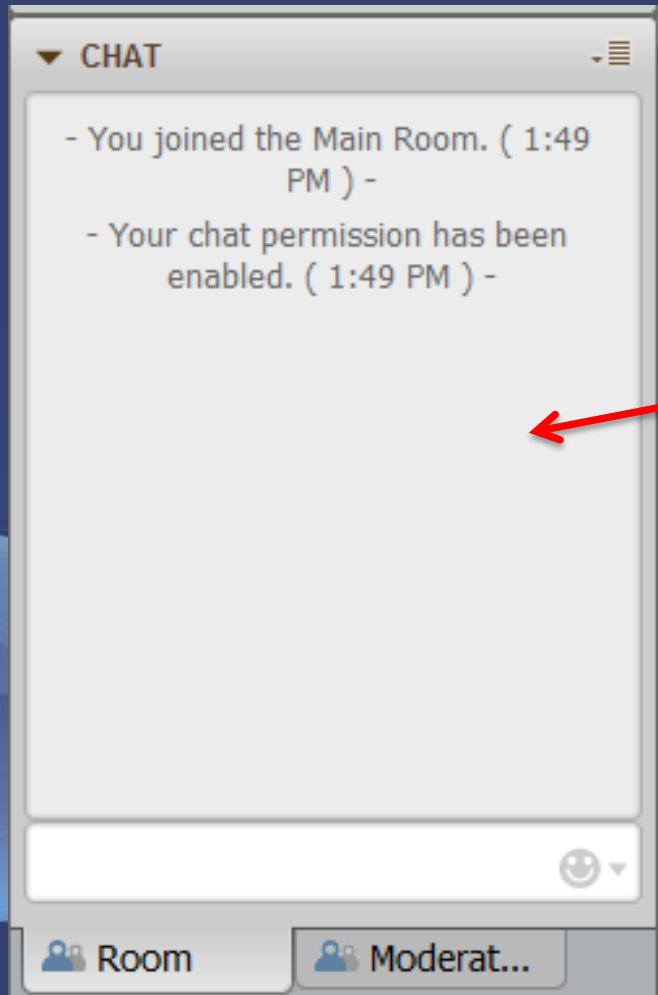 CHAT
- You joined the Main Room. ( 1:49
PM ) -
- Your chat permission has been
enabled. ( 1:49 PM ) -
Room
Moderat...